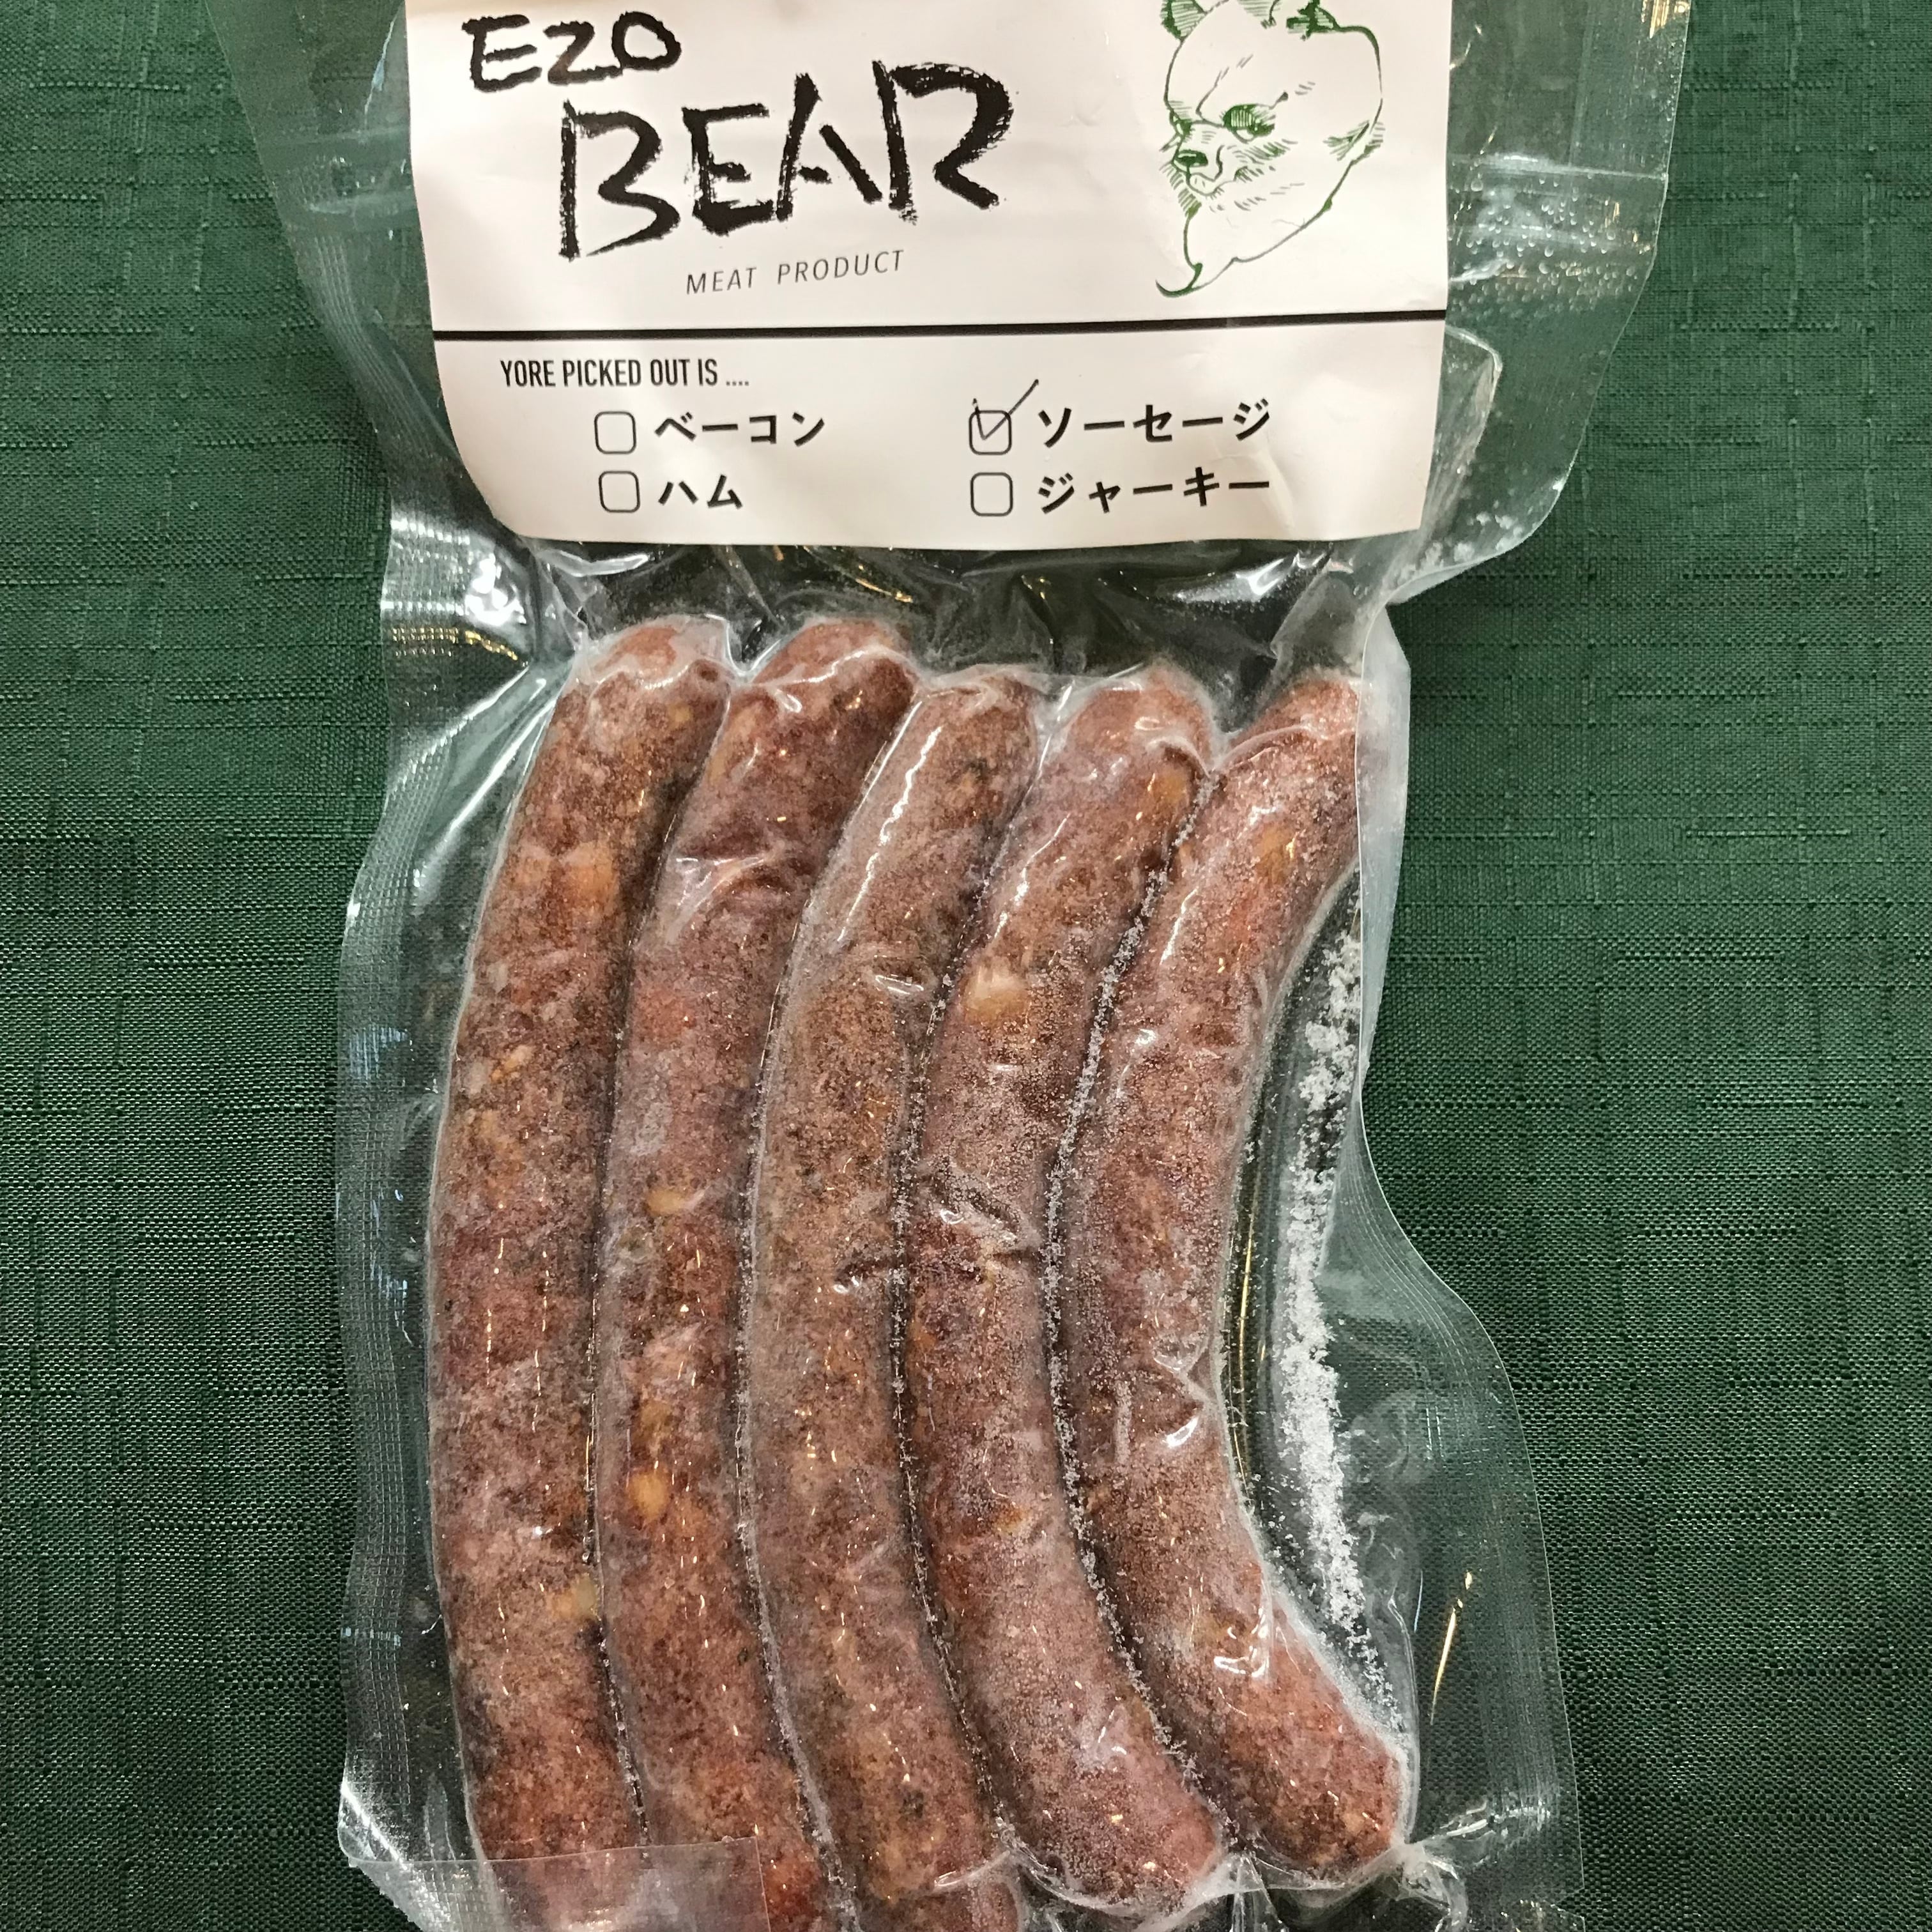 EZO
BEAR
MEAT PRODUCT
YORE PICKED OUT IS ....
ベーコン
ソーセージ
ハム
ジャーキー